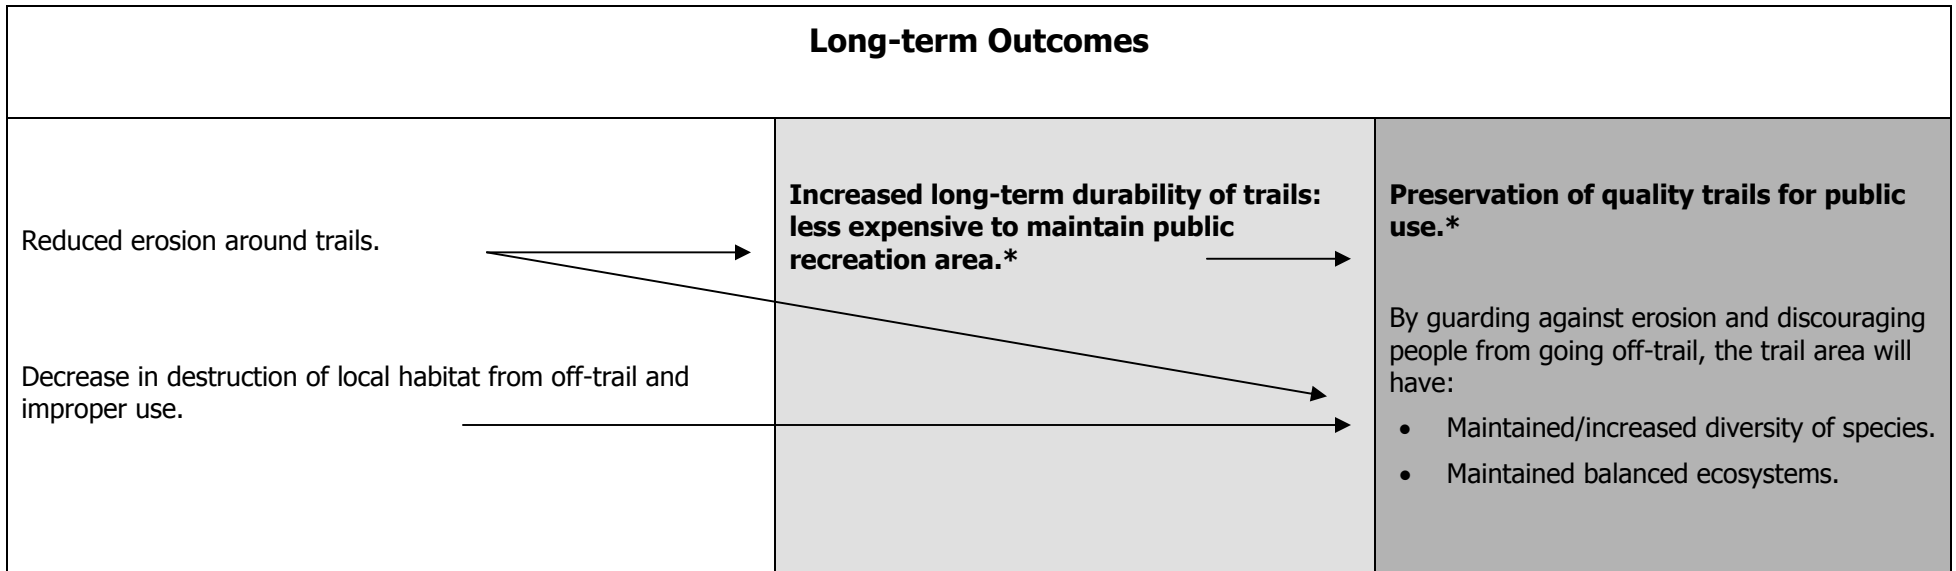 Long-term Outcomes
Reduced erosion around trails.
Decrease in destruction of local habitat from off-trail and
improper use.
Increased long-term durability of trails:
less expensive to maintain public
recreation area.*
Preservation of quality trails for public
use.*
By guarding against erosion and discouraging
people from going off-trail, the trail area will
have:
• Maintained/increased diversity of species.
• Maintained balanced ecosystems.